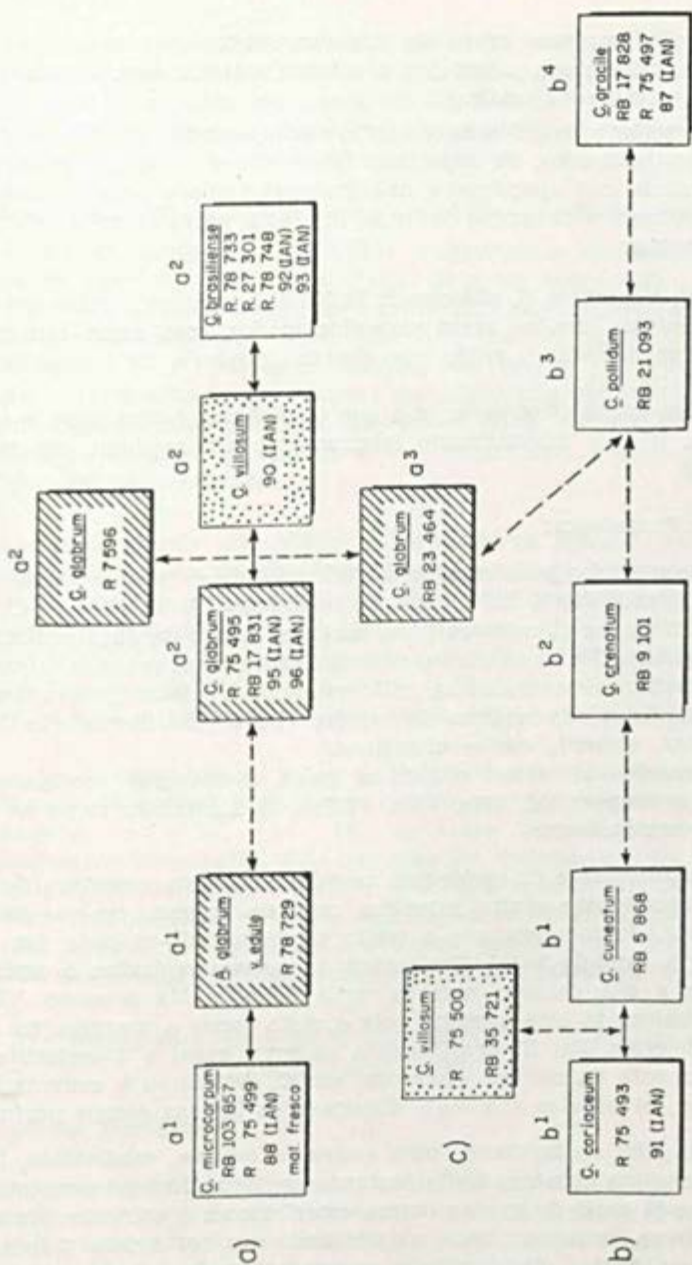 a)
a1
C. microcarpum
RB 103 857
R 75 499
88 (IAN)
mat. fresco
a1
A. glabrum
v. edule
R 78 729
a2
C. glabrum
R 75 495
RB 17 831
95 (IAN)
96 (IAN)
a2
C. glabrum
R 7 596
a2
C. villosum
90 (IAN)
a2
C. brasiliense
R. 78 733
R. 27 301
R. 78 748
92 (IAN)
93 (IAN)
a3
C. glabrum
RB 23 464
c)
C. villosum
R 75 500
RB 35 721
b)
b1
C. coriaceum
R 75 493
91 (IAN)
b1
C. cuneatum
RB 5 868
b2
C. crenatum
RB 9 101
b3
C. pallidum
RB 21 093
b4
C. gracile
RB 17 828
R 75 497
87 (IAN)